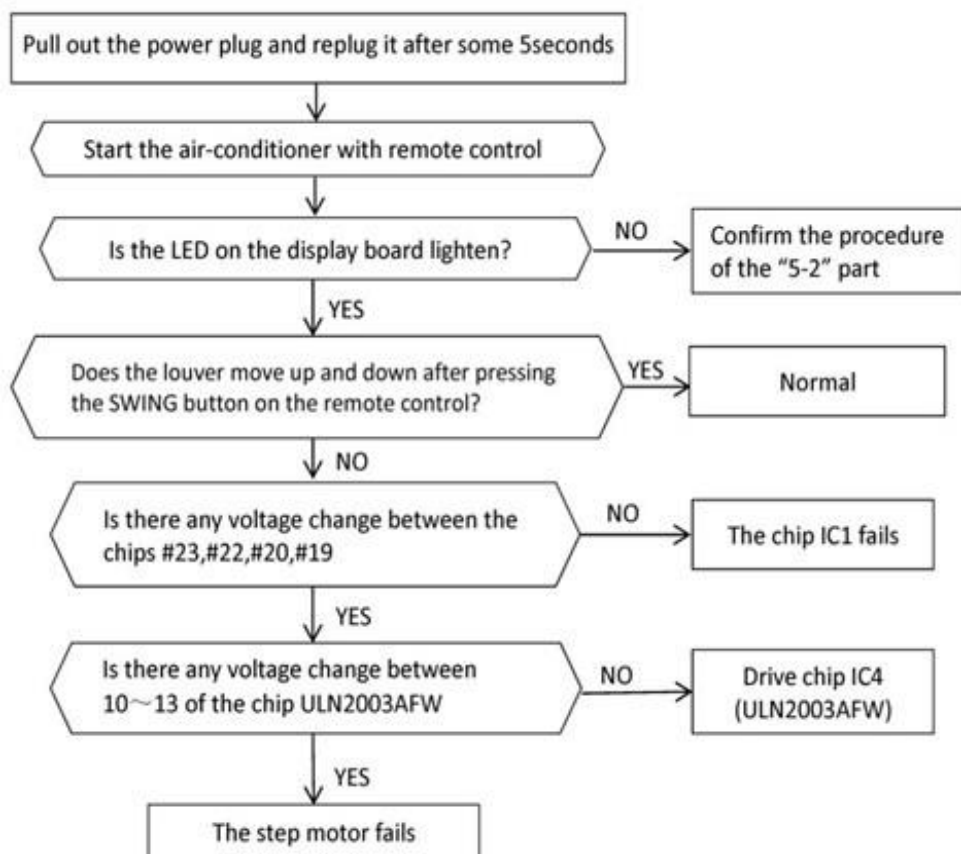 Pull out the power plug and replug it after some 5seconds
Start the air-conditioner with remote control
Is the LED on the display board lighten?
NO
Confirm the procedure
of the “5-2” part
YES
Does the louver move up and down after pressing
the SWING button on the remote control?
YES
Normal
NO
Is there any voltage change between the
chips #23,#22,#20,#19
NO
The chip IC1 fails
YES
Is there any voltage change between
10～13 of the chip ULN2003AFW
NO
Drive chip IC4
(ULN2003AFW)
YES
The step motor fails